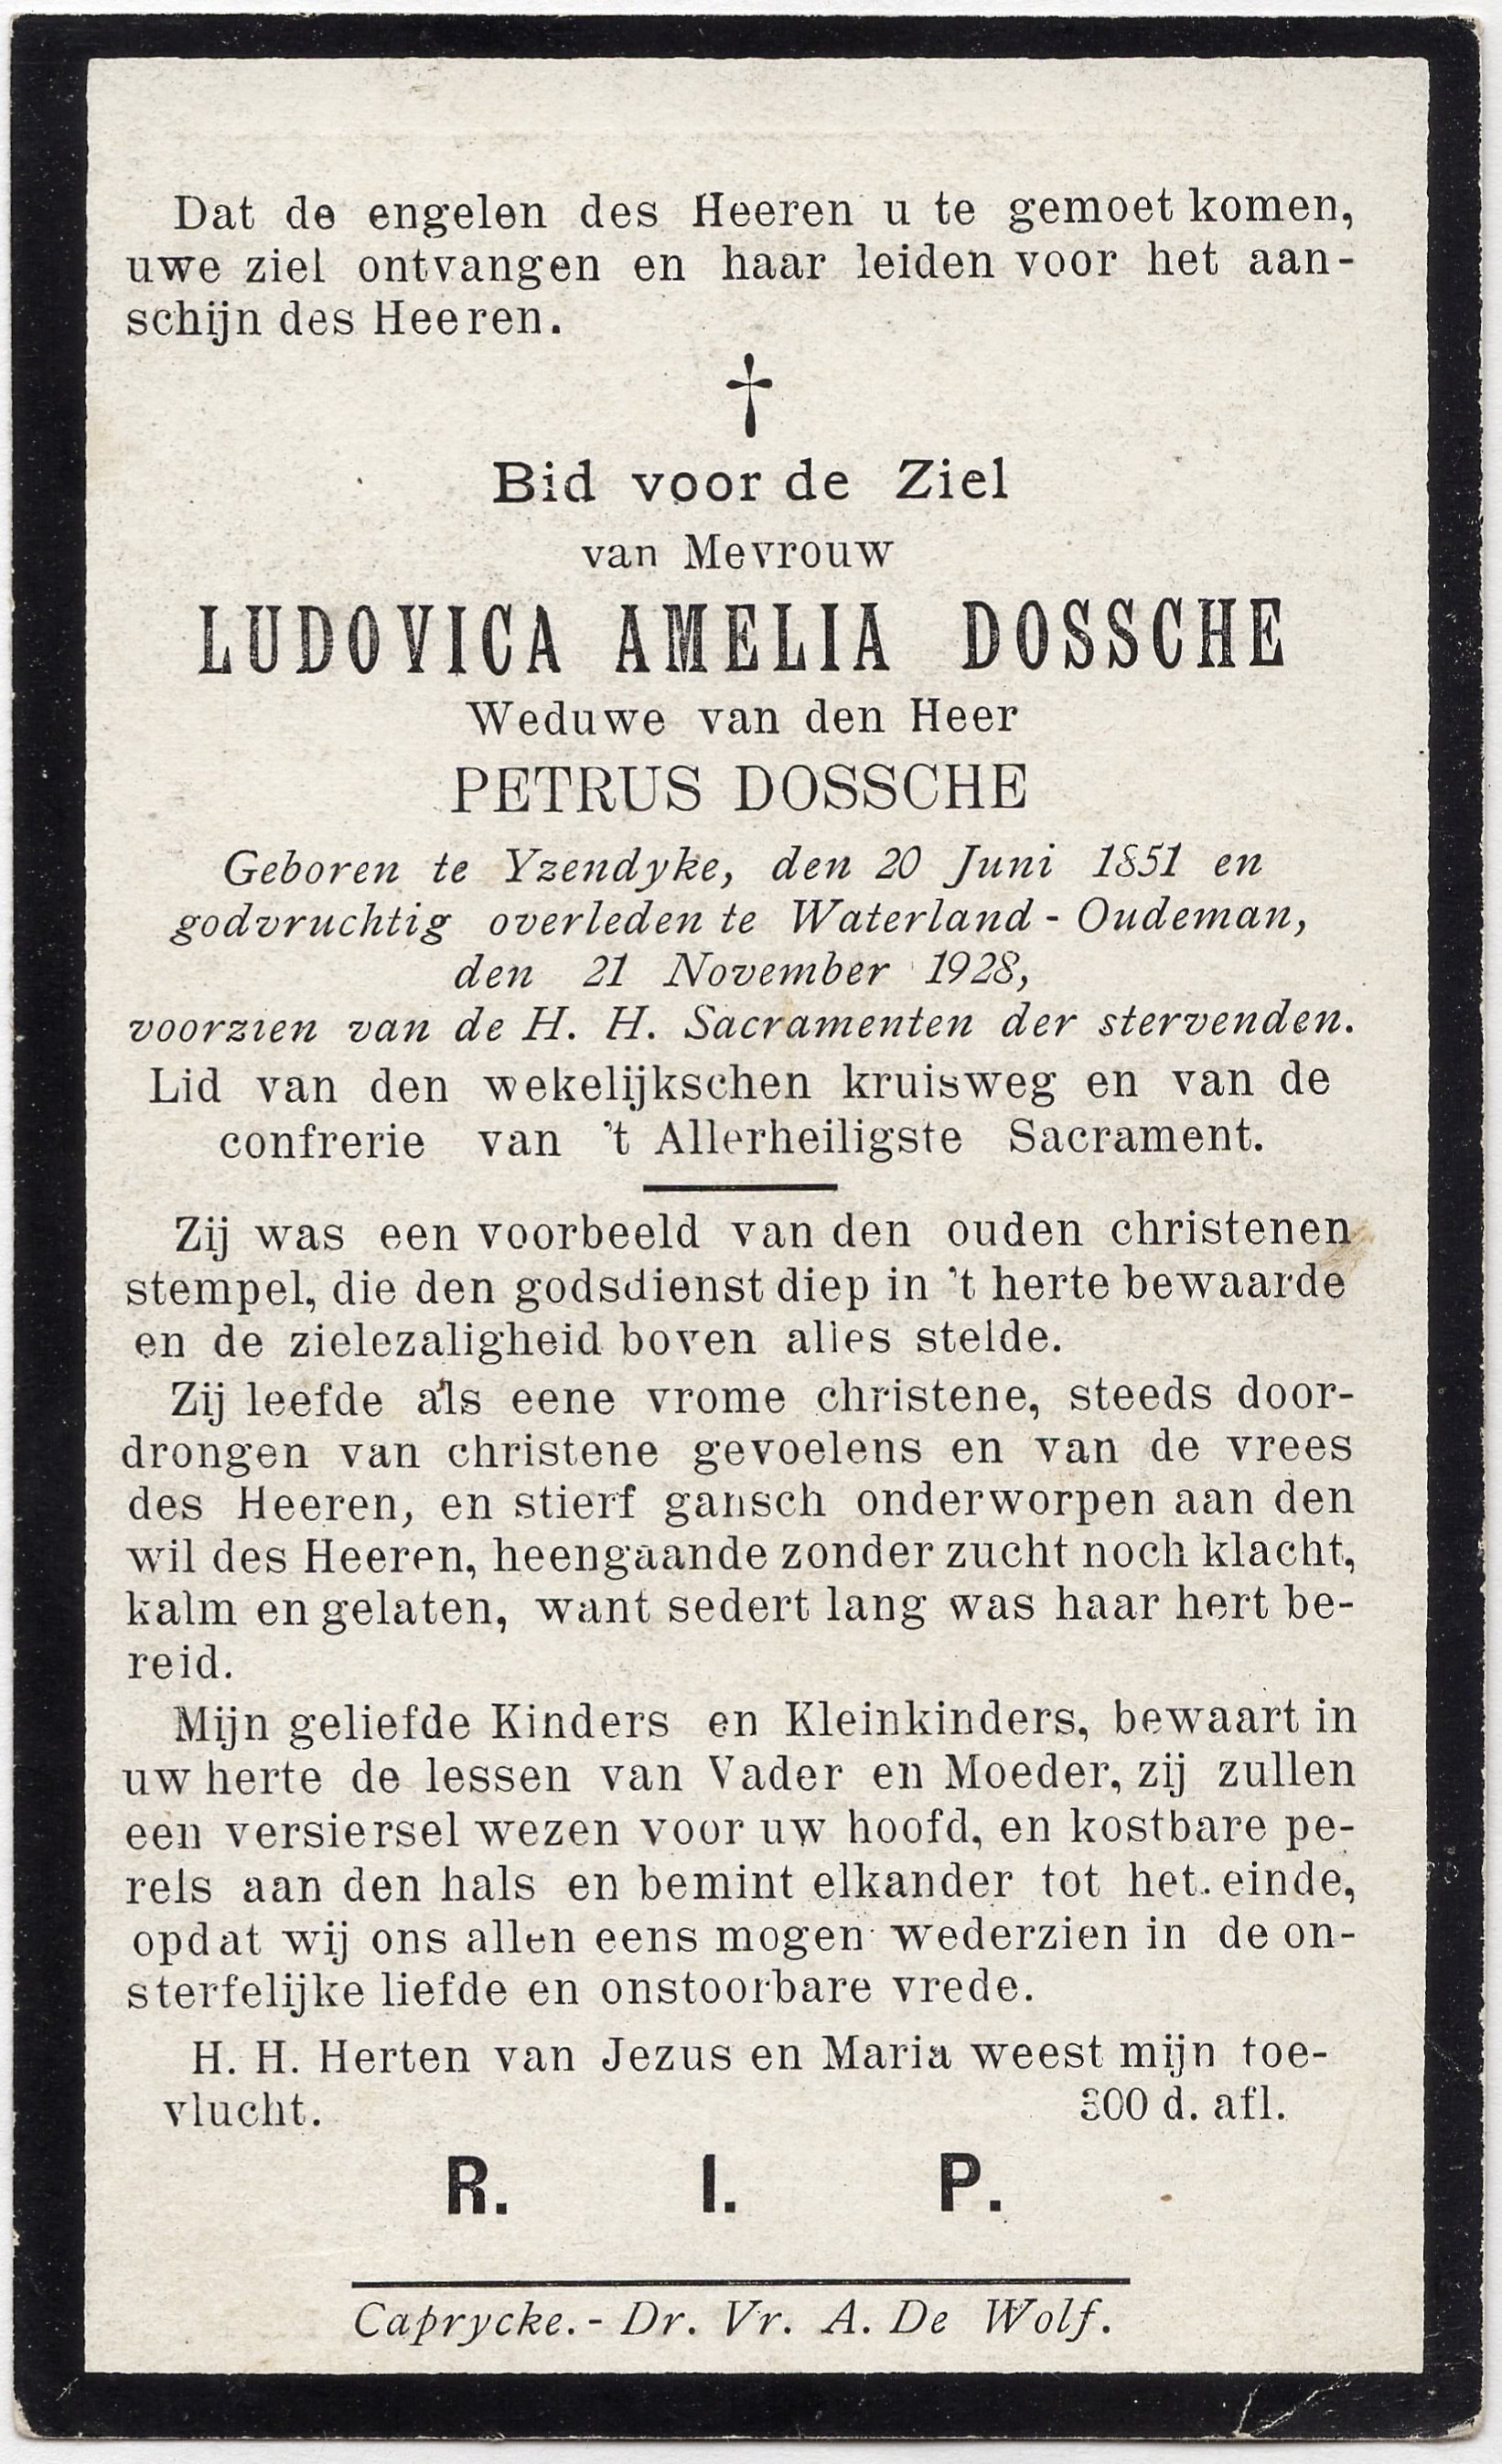 Dat de engelen des Heeren u te gemoet komen,
uwe ziel ontvangen en haar leiden voor het aan-
schijn des Heeren.
†
Bid voor de Ziel
van Mevrouw
LUDOVICA AMELIA DOSSCHE
Weduwe van den Heer
PETRUS DOSSCHE
Geboren te Yzendyke, den 20 Juni 1851 en
godvruchtig overleden te Waterland - Oudeman,
den 21 November 1928,
voorzien van de H. H. Sacramenten der stervenden.
Lid van den wekelijkschen kruisweg en van de
confrerie van 't Allerheiligste Sacrament.
Zij was een voorbeeld van den ouden christenen
stempel, die den godsdienst diep in 't herte bewaarde
en de zielezaligheid boven alles stelde.
Zij leefde als eene vrome christene, steeds door-
drongen van christene gevoelens en van de vrees
des Heeren, en stierf gansch onderworpen aan den
wil des Heeren, heengaande zonder zucht noch klacht,
kalm en gelaten, want sedert lang was haar hert be-
reid.
Mijn geliefde Kinders en Kleinkinders, bewaart in
uw herte de lessen van Vader en Moeder, zij zullen
een versiersel wezen voor uw hoofd, en kostbare pe-
rels aan den hals en bemint elkander tot het. einde,
opdat wij ons allen eens mogen wederzien in de on-
sterfelijke liefde en onstoorbare vrede.
H. H. Herten van Jezus en Maria weest mijn toe-
vlucht. 300 d. afl.
R. I. P.
Caprycke. - Dr. Vr. A. De Wolf.